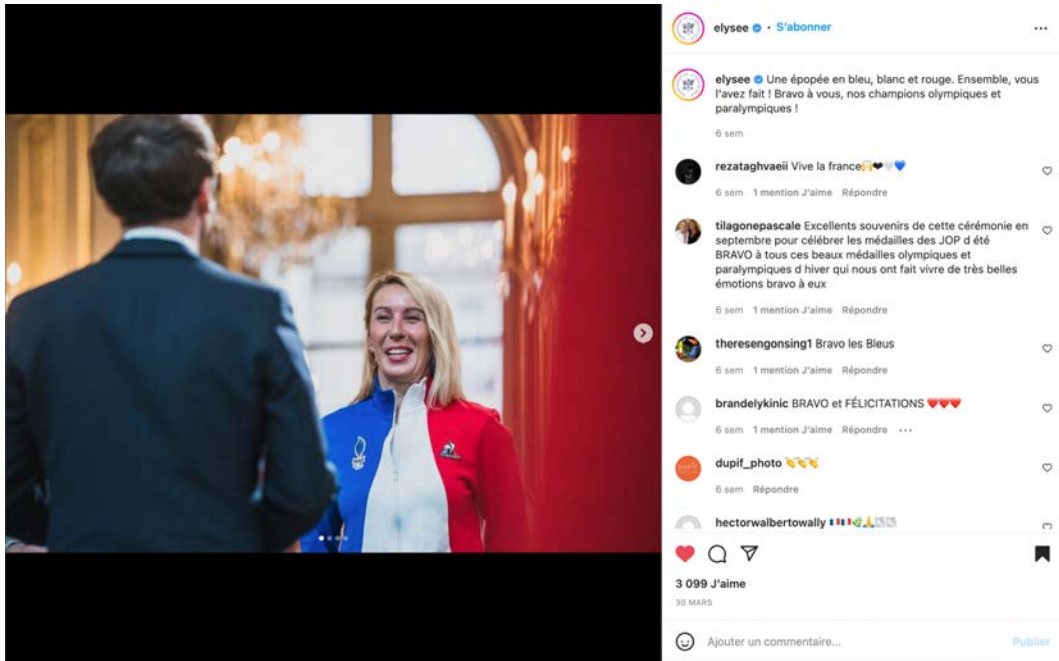 elysee • S'abonner
elysee Une épopée en bleu, blanc et rouge. Ensemble, vous
l'avez fait ! Bravo à vous, nos champions olympiques et
paralympiques !
6 sem
rezataghvaeii Vive la france
6 sem 1 mention J'aime Répondre
tilagonepascale Excellents souvenirs de cette cérémonie en
septembre pour célébrer les médailles des JOP d été
BRAVO à tous ces beaux médailles olympiques et
paralympiques d hiver qui nous ont fait vivre de très belles
émotions bravo à eux
6 sem 1 mention J'aime Répondre
theresengonsing1 Bravo les Bleus
6 sem 1 mention J'aime Répondre
brandelykinic BRAVO et FÉLICITATIONS ❤️❤️❤️
6 sem 1 mention J'aime Répondre
dupif_photo 👏👏👏
6 sem Répondre
hectorwalbertowally
3 099 J'aime
30 MARS
Ajouter un commentaire...
Publier